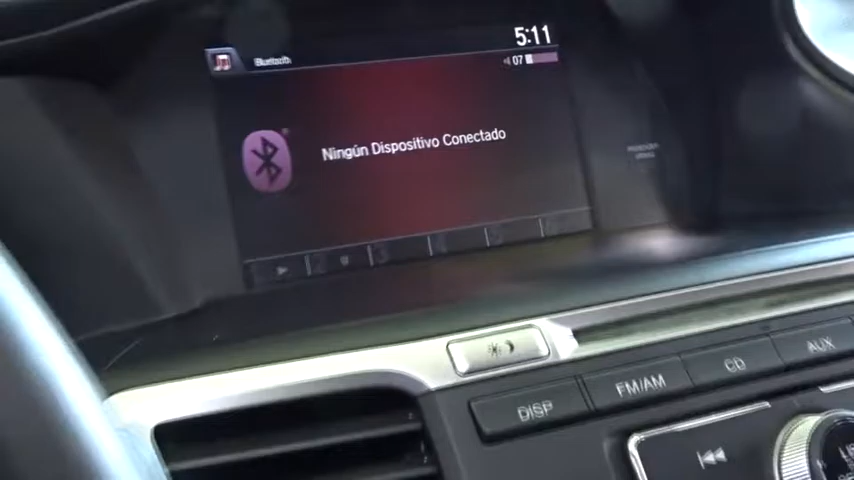 5:11
Bluetooth
07
Ningún Dispositivo Conectado
DISP
FM/AM
CD
AUX